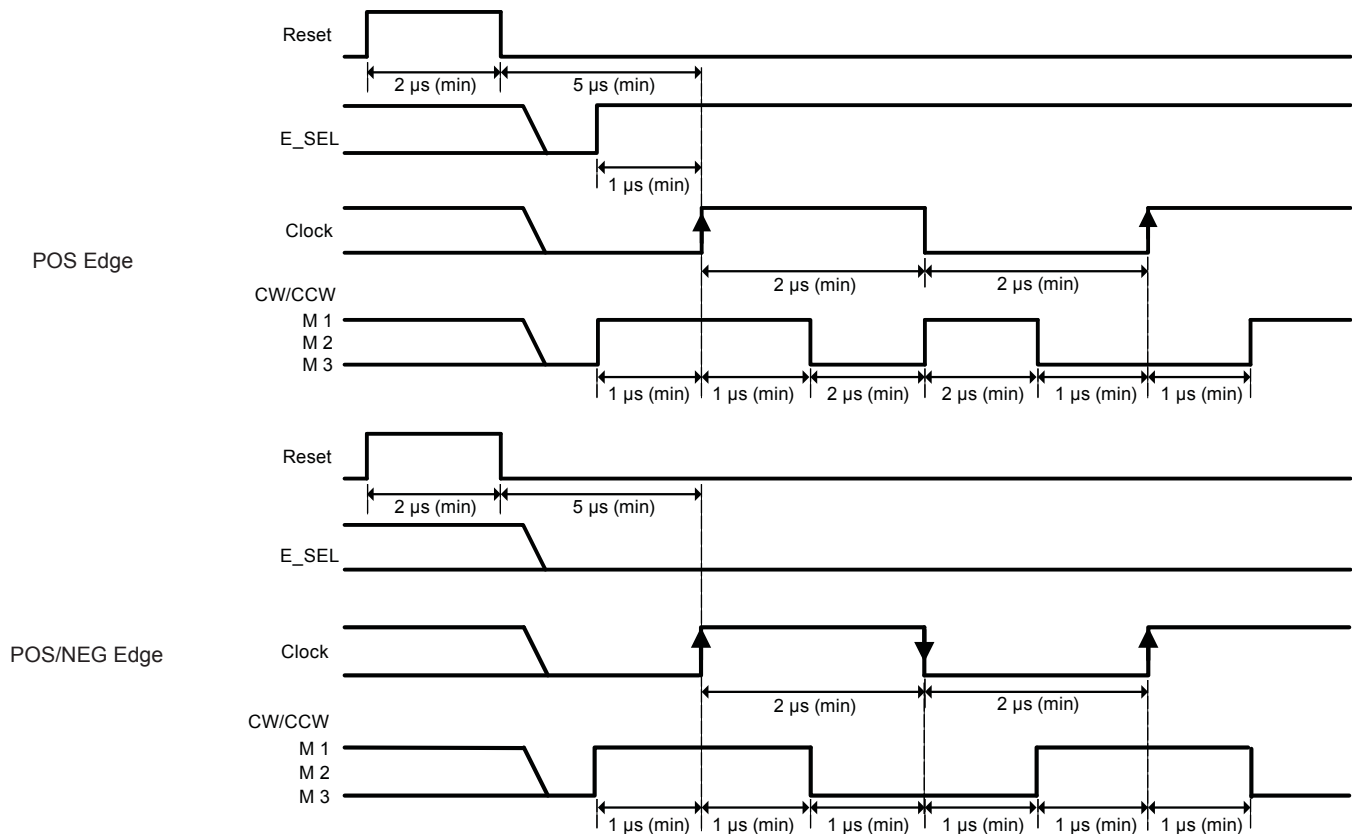 Reset
2 µs (min) 5 µs (min)
E_SEL
1 µs (min)
Clock
POS Edge
2 µs (min) 2 µs (min)
CW/CCW
M 1
M 2
M 3
1 µs (min) 1 µs (min) 2 µs (min) 2 µs (min) 1 µs (min) 1 µs (min)
Reset
2 µs (min) 5 µs (min)
E_SEL
POS/NEG Edge Clock
2 µs (min) 2 µs (min)
CW/CCW
M 1
M 2
M 3
1 µs (min) 1 µs (min) 1 µs (min) 1 µs (min) 1 µs (min) 1 µs (min)